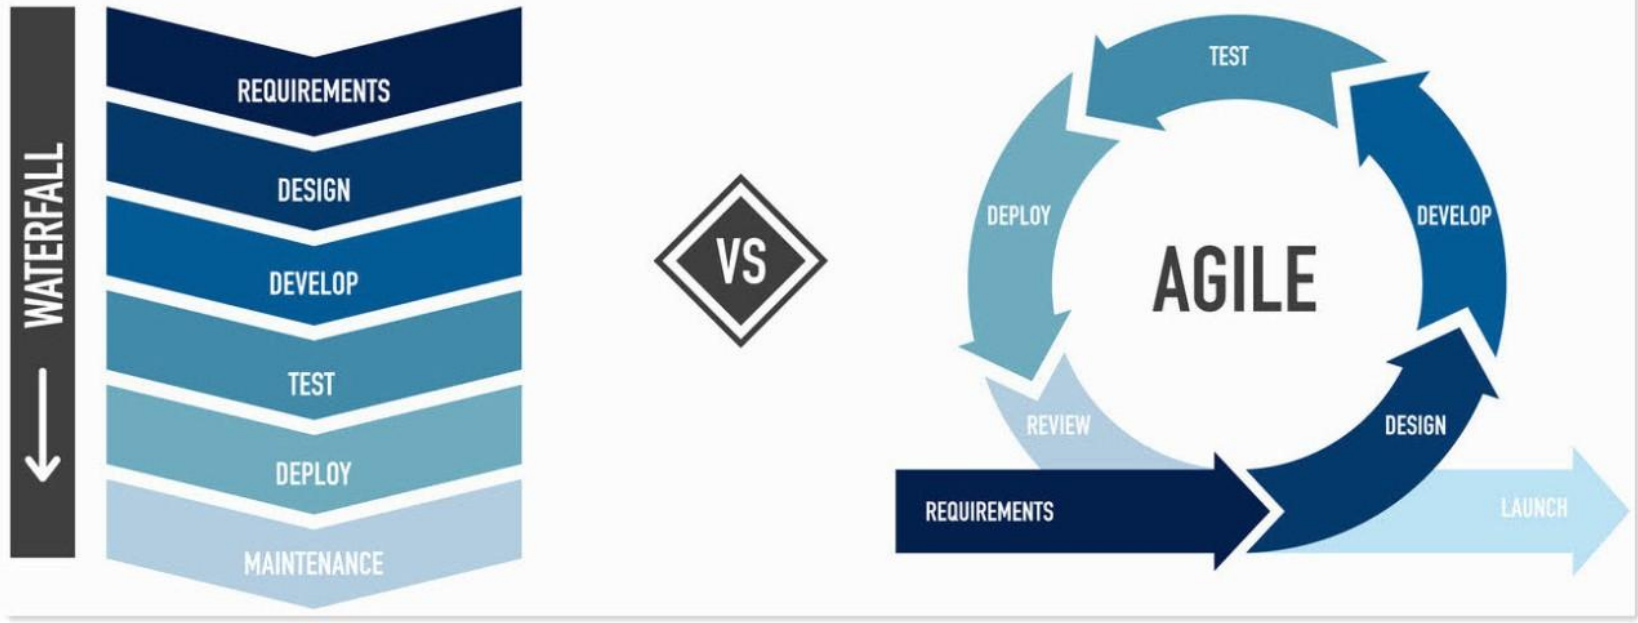 WATERFALL
REQUIREMENTS
DESIGN
DEVELOP
TEST
DEPLOY
MAINTENANCE
VS
AGILE
REQUIREMENTS
DESIGN
DEVELOP
TEST
DEPLOY
REVIEW
LAUNCH